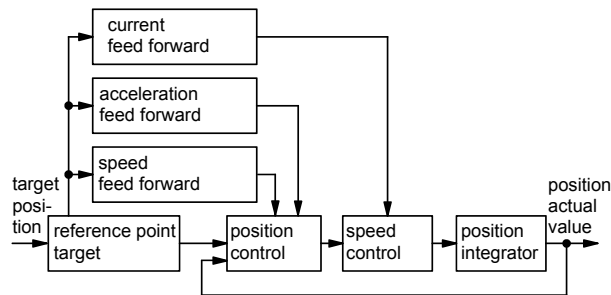 current
feed forward
acceleration
feed forward
speed
feed forward
target
posi-
tion
reference point
target
position
control
speed
control
position
integrator
position
actual
value